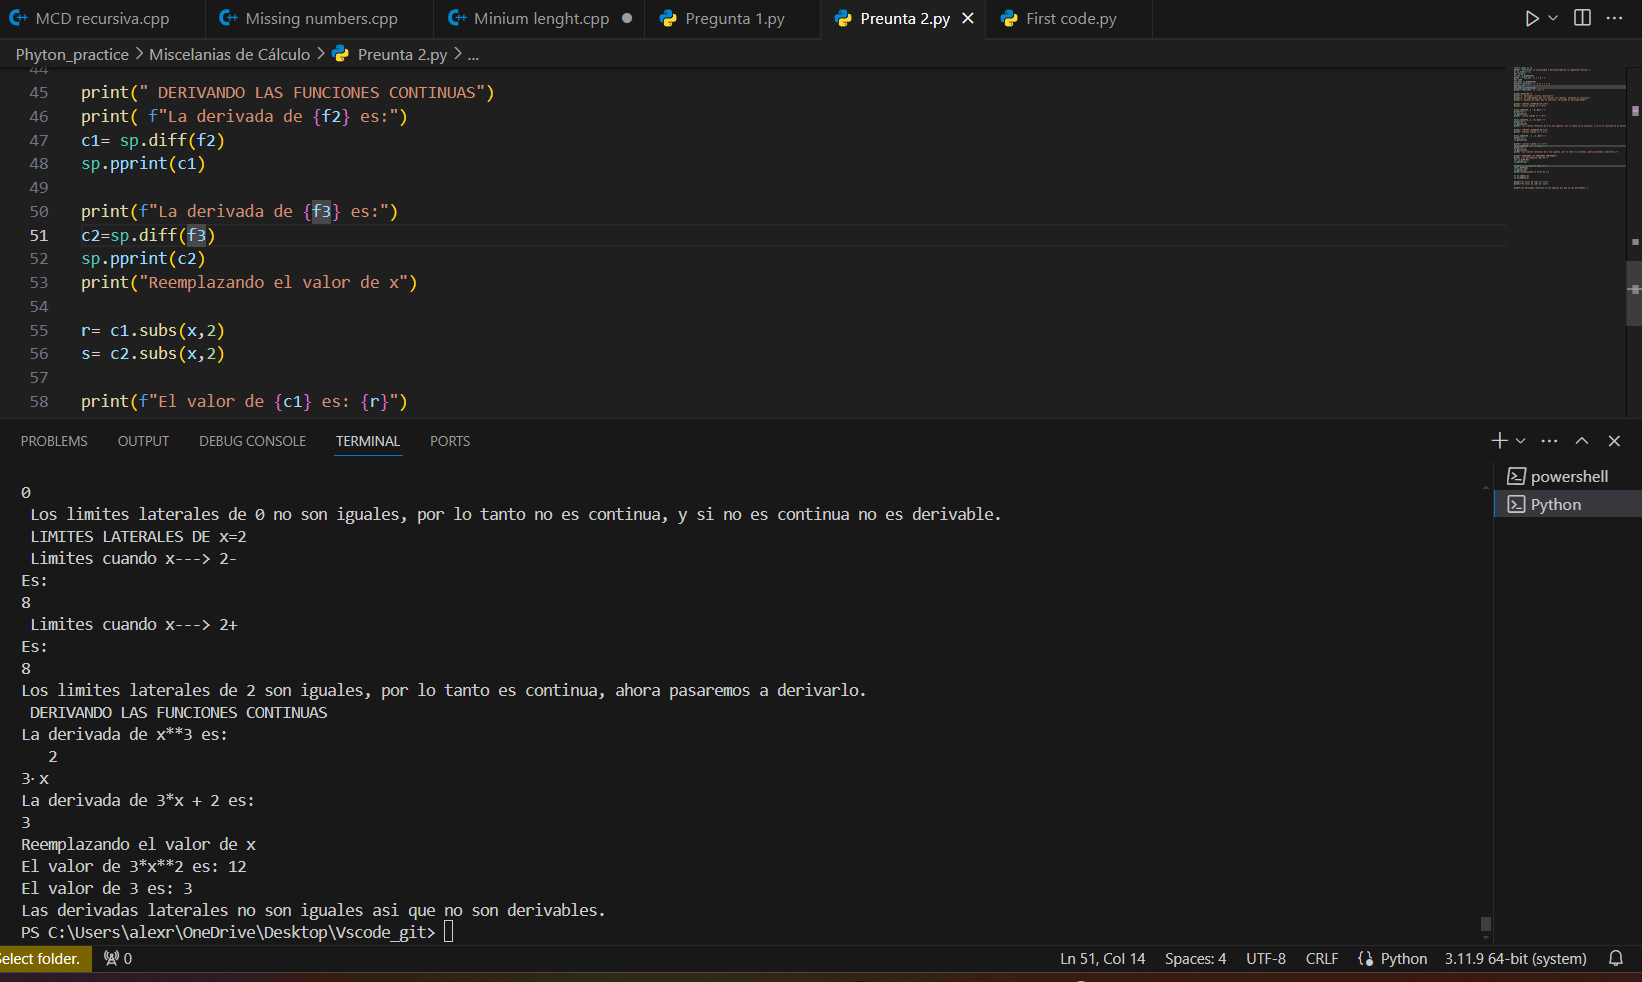 MCD recursiva.cpp
Missing numbers.cpp
Minium lenght.cpp
Pregunta 1.py
Preunta 2.py
First code.py
Phyton_practice > Miscelanias de Cálculo > Preunta 2.py > ...
44
45 print(" DERIVANDO LAS FUNCIONES CONTINUAS")
46 print( f"La derivada de {f2} es:")
47 c1= sp.diff(f2)
48 sp.pprint(c1)
49
50 print(f"La derivada de {f3} es:")
51 c2=sp.diff(f3)
52 sp.pprint(c2)
53 print("Reemplazando el valor de x")
54
55 r= c1.subs(x,2)
56 s= c2.subs(x,2)
57
58 print(f"El valor de {c1} es: {r}")
PROBLEMS OUTPUT DEBUG CONSOLE TERMINAL PORTS
powershell
Python
0
Los limites laterales de 0 no son iguales, por lo tanto no es continua, y si no es continua no es derivable.
LIMITES LATERALES DE x=2
Limites cuando x---> 2-
Es:
8
Limites cuando x---> 2+
Es:
8
Los limites laterales de 2 son iguales, por lo tanto es continua, ahora pasaremos a derivarlo.
DERIVANDO LAS FUNCIONES CONTINUAS
La derivada de x**3 es:
2
3⋅x
La derivada de 3*x + 2 es:
3
Reemplazando el valor de x
El valor de 3*x**2 es: 12
El valor de 3 es: 3
Las derivadas laterales no son iguales asi que no son derivables.
PS C:\Users\alexr\OneDrive\Desktop\Vscode_git>
Select folder. 0 Ln 51, Col 14 Spaces: 4 UTF-8 CRLF Python 3.11.9 64-bit (system)